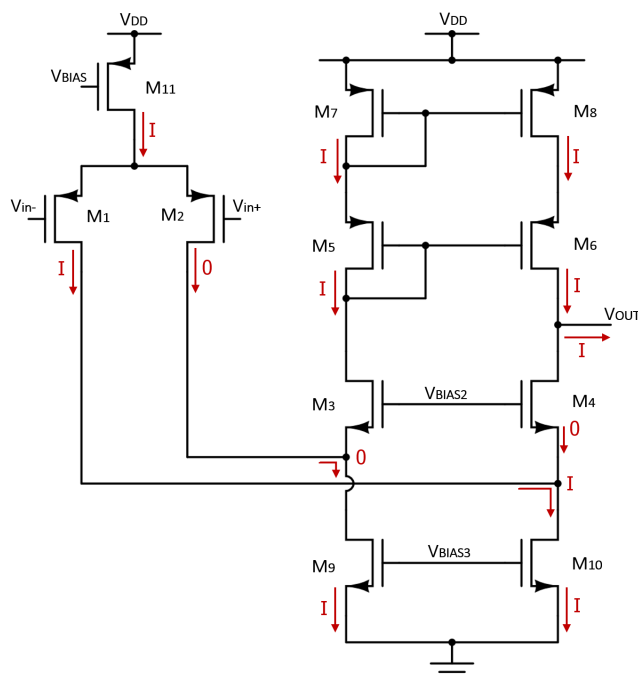 VDD
VDD
VBIAS
M11
I
M7
M8
I
I
Vin-
M1
M2
Vin+
I
0
M5
M6
I
I
VOUT
I
M3
VBIAS2
M4
0
0
I
M9
VBIAS3
M10
I
I